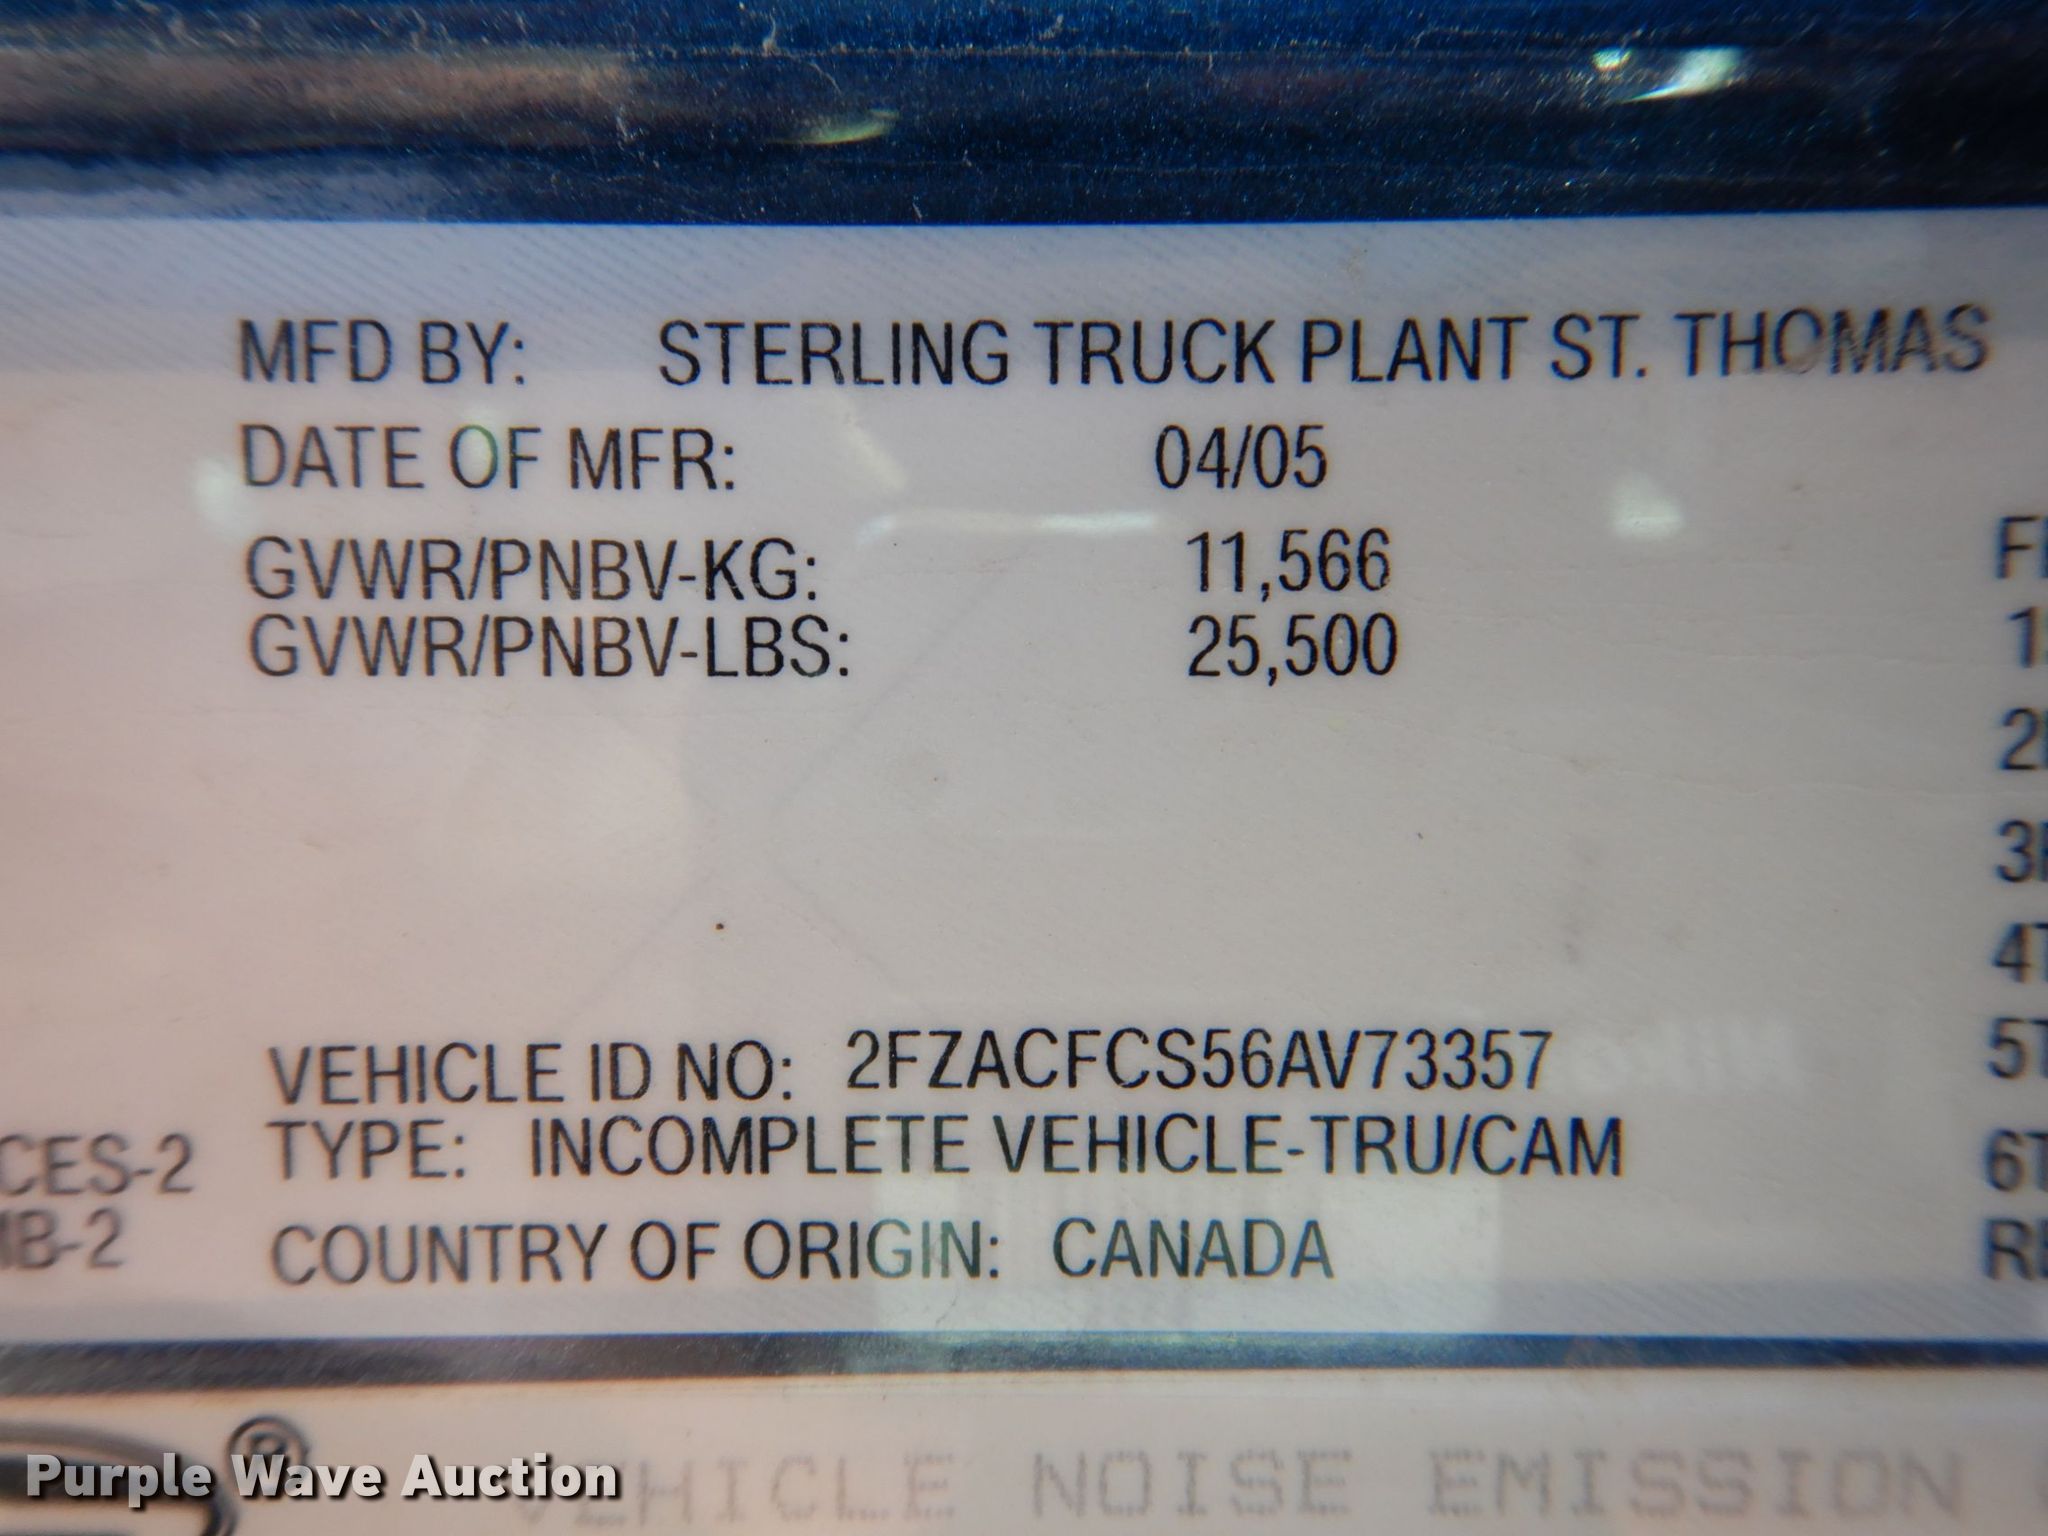 MFD BY: STERLING TRUCK PLANT ST. THOMAS
DATE OF MFR: 04/05
GVWR/PNBV-KG: 11,566
GVWR/PNBV-LBS: 25,500
VEHICLE ID NO: 2FZACFCS56AV73357
CES-2 TYPE: INCOMPLETE VEHICLE-TRU/CAM
B-2
COUNTRY OF ORIGIN: CANADA
®
VEHICLE NOISE EMISSION
Purple Wave Auction